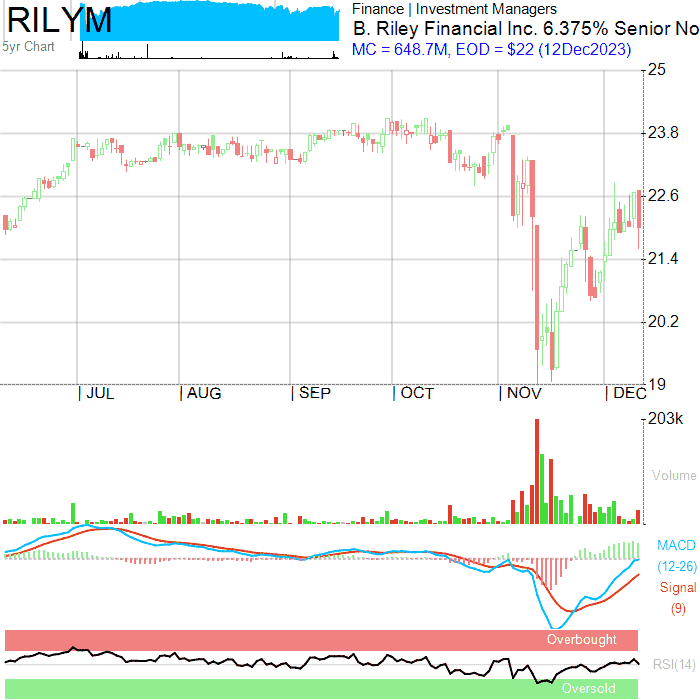 RILYM
5yr Chart
Finance | Investment Managers
B. Riley Financial Inc. 6.375% Senior No
MC = 648.7M, EOD = $22 (12Dec2023)
25
23.8
22.6
21.4
20.2
19
| JUL | AUG | SEP | OCT | NOV | DEC
203k
Volume
MACD
(12-26)
Signal
(9)
Overbought
RSI(14)
Oversold